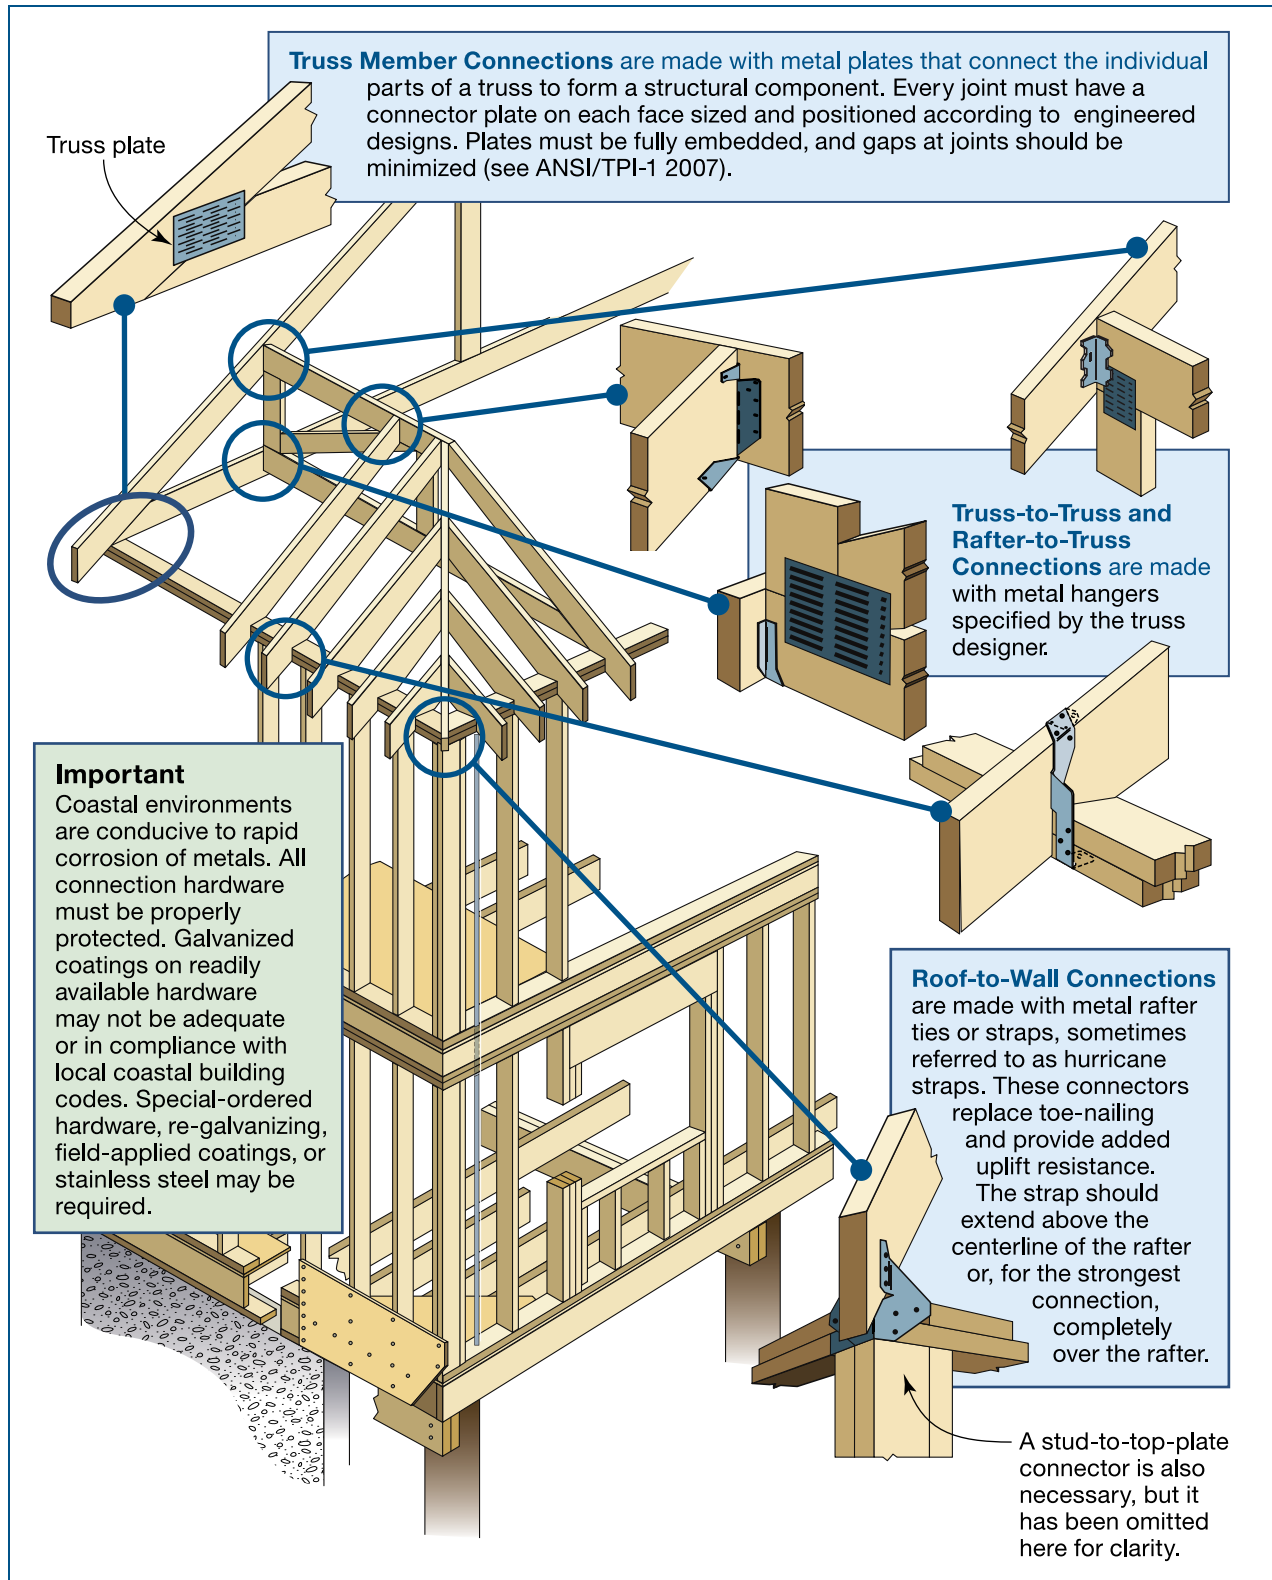 Truss Member Connections are made with metal plates that connect the individual
parts of a truss to form a structural component. Every joint must have a
connector plate on each face sized and positioned according to engineered
designs. Plates must be fully embedded, and gaps at joints should be
minimized (see ANSI/TPI-1 2007).
Truss plate
Truss-to-Truss and
Rafter-to-Truss
Connections are made
with metal hangers
specified by the truss
designer.
Important
Coastal environments
are conducive to rapid
corrosion of metals. All
connection hardware
must be properly
protected. Galvanized
coatings on readily
available hardware
may not be adequate
or in compliance with
local coastal building
codes. Special-ordered
hardware, re-galvanizing,
field-applied coatings, or
stainless steel may be
required.
Roof-to-Wall Connections
are made with metal rafter
ties or straps, sometimes
referred to as hurricane
straps. These connectors
replace toe-nailing
and provide added
uplift resistance.
The strap should
extend above the
centerline of the rafter
or, for the strongest
connection,
completely
over the rafter.
A stud-to-top-plate
connector is also
necessary, but it
has been omitted
here for clarity.